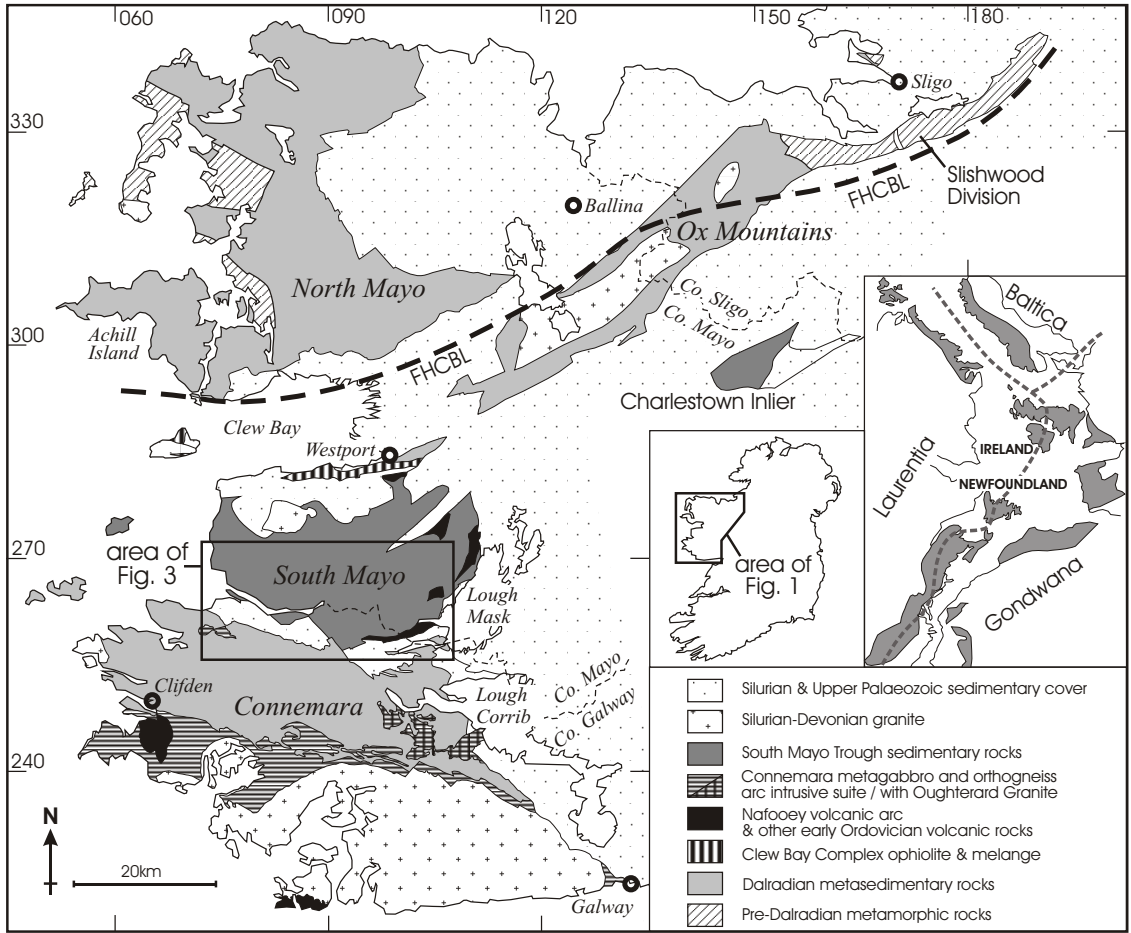 060
090
120
150
180
330
300
270
240
Sligo
Slishwood
Division
FHCBL
Ballina
Ox Mountains
North Mayo
Co. Sligo
Co. Mayo
Achill
Island
FHCBL
Charlestown Inlier
Clew Bay
Westport
area of
Fig. 3
South Mayo
Lough
Mask
Clifden
Connemara
Lough
Corrib
Co. Mayo
Co. Galway
N
20km
Galway
Baltica
Laurentia
IRELAND
NEWFOUNDLAND
Gondwana
area of
Fig. 1
Silurian & Upper Palaeozoic sedimentary cover
Silurian-Devonian granite
South Mayo Trough sedimentary rocks
Connemara metagabbro and orthogneiss
arc intrusive suite / with Oughterard Granite
Nafooey volcanic arc
& other early Ordovician volcanic rocks
Clew Bay Complex ophiolite & melange
Dalradian metasedimentary rocks
Pre-Dalradian metamorphic rocks